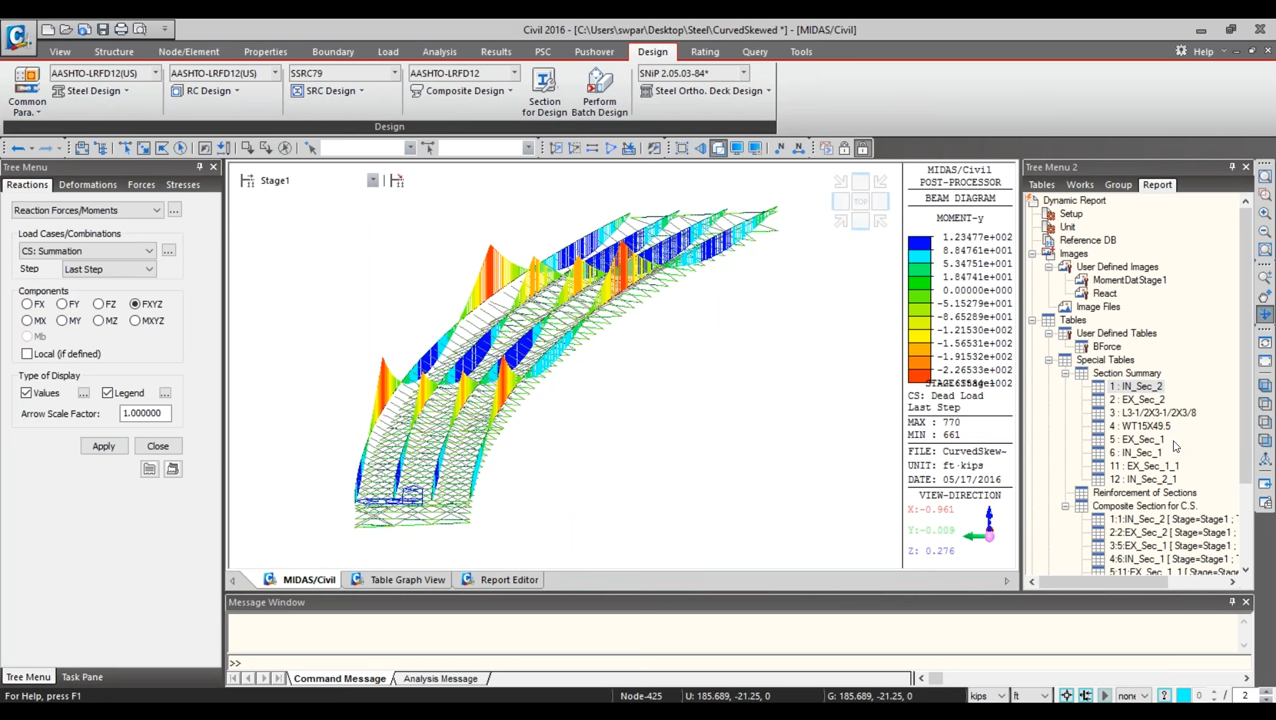 Civil 2016 - [C:\Users\swpar\Desktop\Steel\CurvedSkewed *] - [MIDAS/Civil]
View Structure Node/Element Properties Boundary Load Analysis Results PSC Pushover Design Rating Query Tools Help
AASHTO-LRFD12(US) AASHTO-LRFD12(US) SSRC79 AASHTO-LRFD12 SNiP 2.05.03-84*
Common Para. Steel Design RC Design SRC Design Composite Design Section for Design Perform Batch Design Steel Ortho. Deck Design
Design
Tree Menu
Reactions Deformations Forces Stresses
Reaction Forces/Moments
Load Cases/Combinations
CS: Summation
Step Last Step
Components
FX FY FZ FXYZ
MX MY MZ MXYZ
Mb
Local (if defined)
Type of Display
Values Legend
Arrow Scale Factor: 1.000000
Apply Close
Tree Menu Task Pane
Stage1
TOP
MIDAS/Civil
POST-PROCESSOR
BEAM DIAGRAM
MOMENT-y
1.23477e+002
8.84761e+001
5.34751e+001
1.84741e+001
0.00000e+000
-5.15279e+001
-8.65289e+001
-1.21530e+002
-1.56531e+002
-1.91532e+002
-2.26533e+002
CS: Dead Load
Last Step
MAX : 770
MIN : 661
FILE: CurvedSkew~
UNIT: ft·kips
DATE: 05/17/2016
VIEW-DIRECTION
X:-0.961
Y:-0.009
Z: 0.276
MIDAS/Civil Table Graph View Report Editor
Message Window
>>
Command Message Analysis Message
Tree Menu 2
Tables Works Group Report
Dynamic Report
Setup
Unit
Reference DB
Images
User Defined Images
MomentDatStage1
React
Image Files
Tables
User Defined Tables
BForce
Special Tables
Section Summary
1 : IN_Sec_2
2 : EX_Sec_2
3 : L3-1/2X3-1/2X3/8
4 : WT15X49.5
5 : EX_Sec_1
6 : IN_Sec_1
11 : EX_Sec_1_1
12 : IN_Sec_2_1
Reinforcement of Sections
Composite Section for C.S.
1:1:IN_Sec_2 [ Stage=Stage1 ;
2:2:EX_Sec_2 [ Stage=Stage1 ;
3:5:EX_Sec_1 [ Stage=Stage1 ;
4:6:IN_Sec_1 [ Stage=Stage1 ;
5:11:EX_Sec_1_1 [ Stage=Stage1
For Help, press F1 Node-425 U: 185.689, -21.25, 0 G: 185.689, -21.25, 0 kips ft none ? 0 / 2